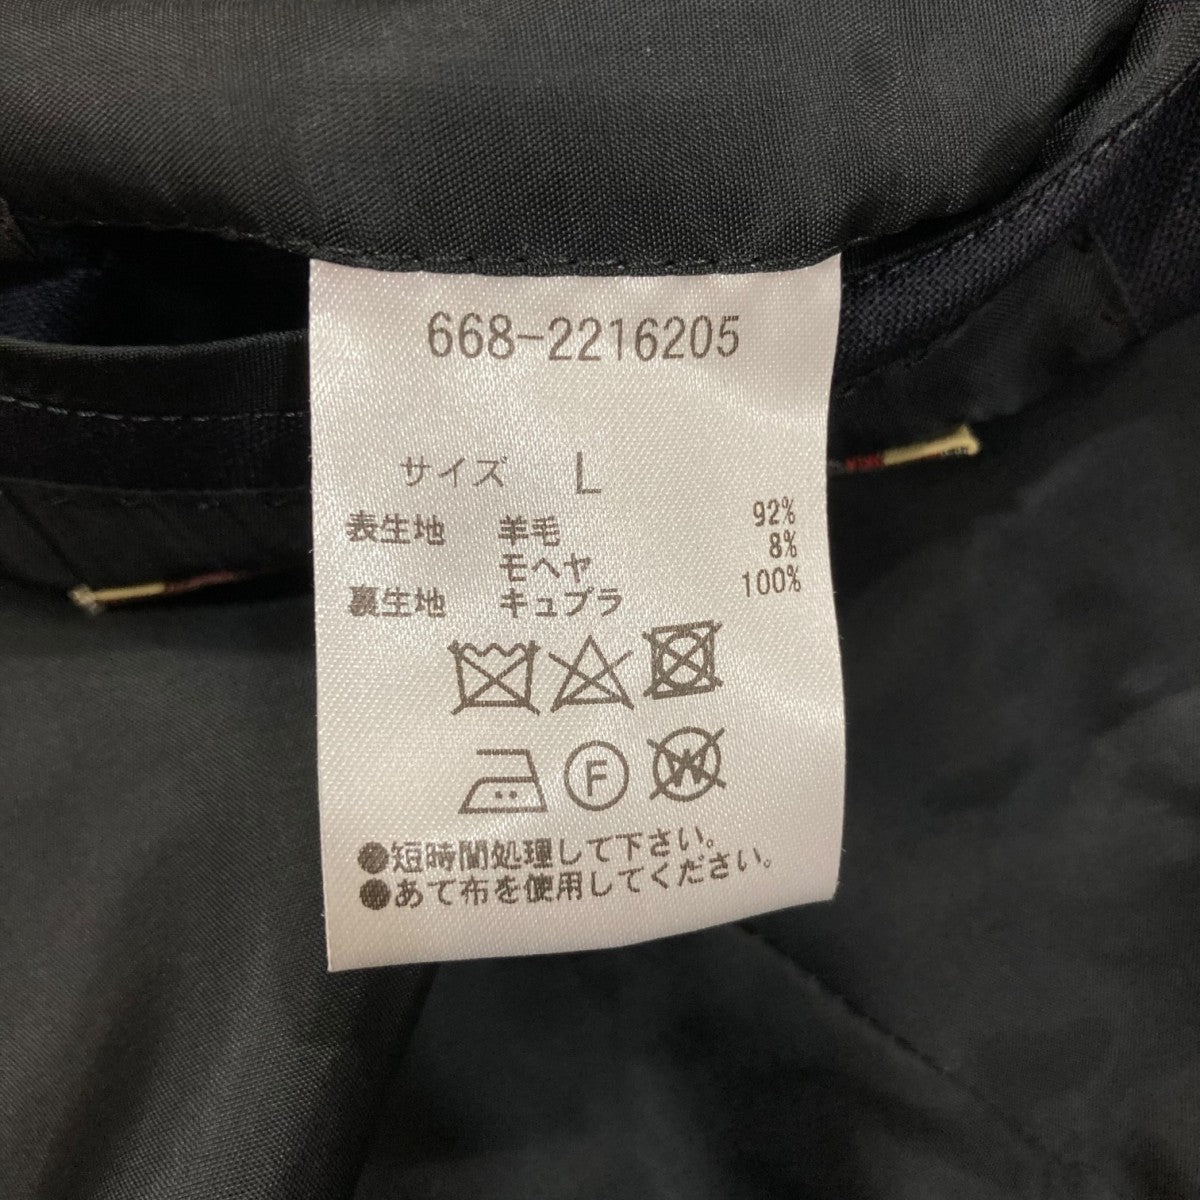 668-2216205
サイズ L
表生地 羊毛 92%
モヘヤ 8%
裏生地 キュプラ 100%
F W
●短時間処理して下さい。
●あて布を使用してください。